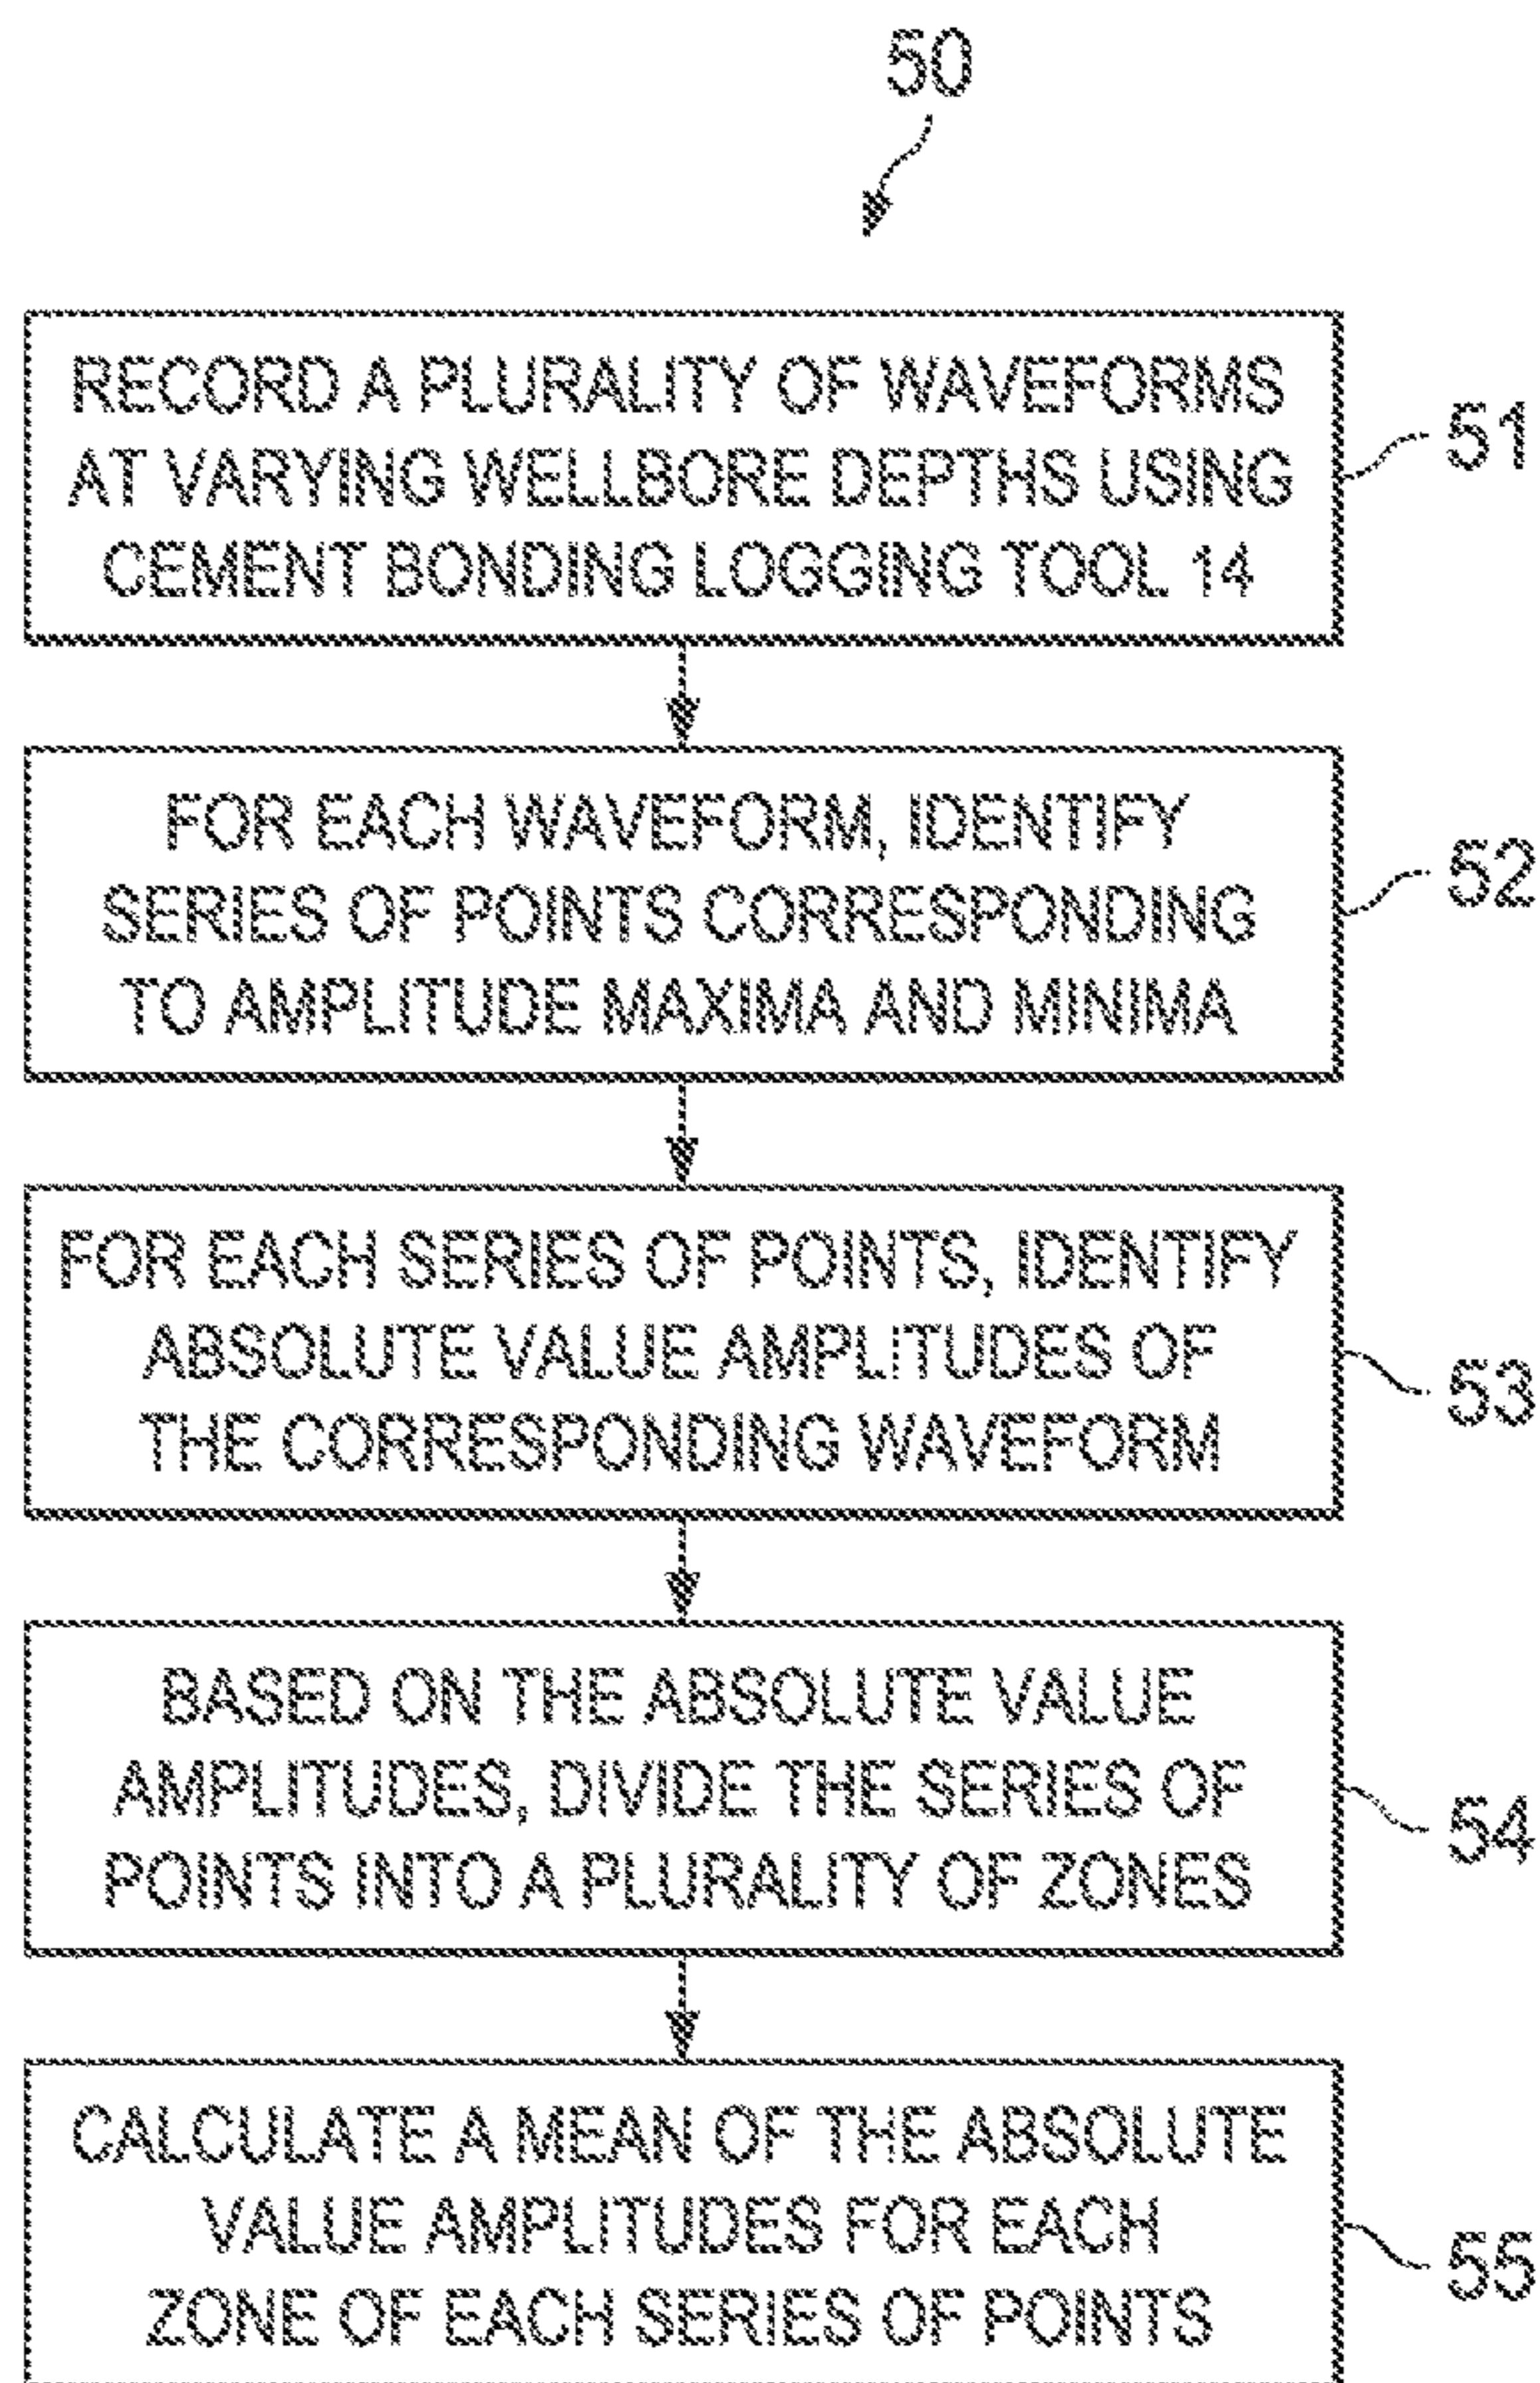 50
RECORD A PLURALITY OF WAVEFORMS
AT VARYING WELLBORE DEPTHS USING
CEMENT BONDING LOGGING TOOL 14
51
FOR EACH WAVEFORM, IDENTIFY
SERIES OF POINTS CORRESPONDING
TO AMPLITUDE MAXIMA AND MINIMA
52
FOR EACH SERIES OF POINTS, IDENTIFY
ABSOLUTE VALUE AMPLITUDES OF
THE CORRESPONDING WAVEFORM
53
BASED ON THE ABSOLUTE VALUE
AMPLITUDES, DIVIDE THE SERIES OF
POINTS INTO A PLURALITY OF ZONES
54
CALCULATE A MEAN OF THE ABSOLUTE
VALUE AMPLITUDES FOR EACH
ZONE OF EACH SERIES OF POINTS
55